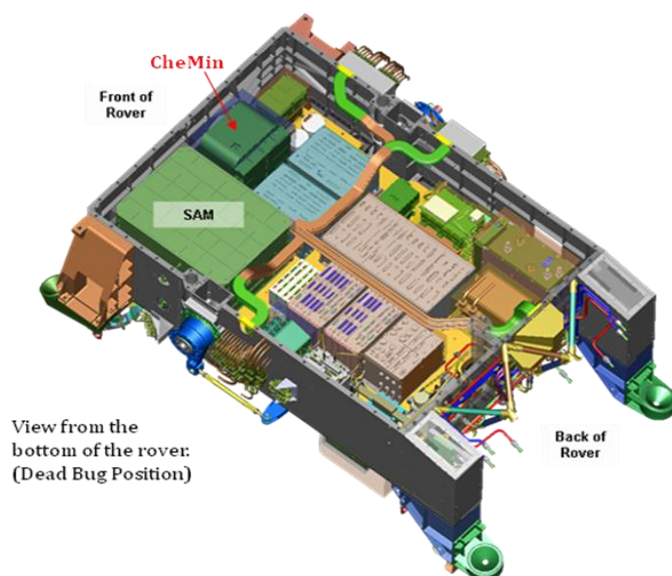 CheMin
Front of
Rover
SAM
View from the
bottom of the rover.
(Dead Bug Position)
Back of
Rover